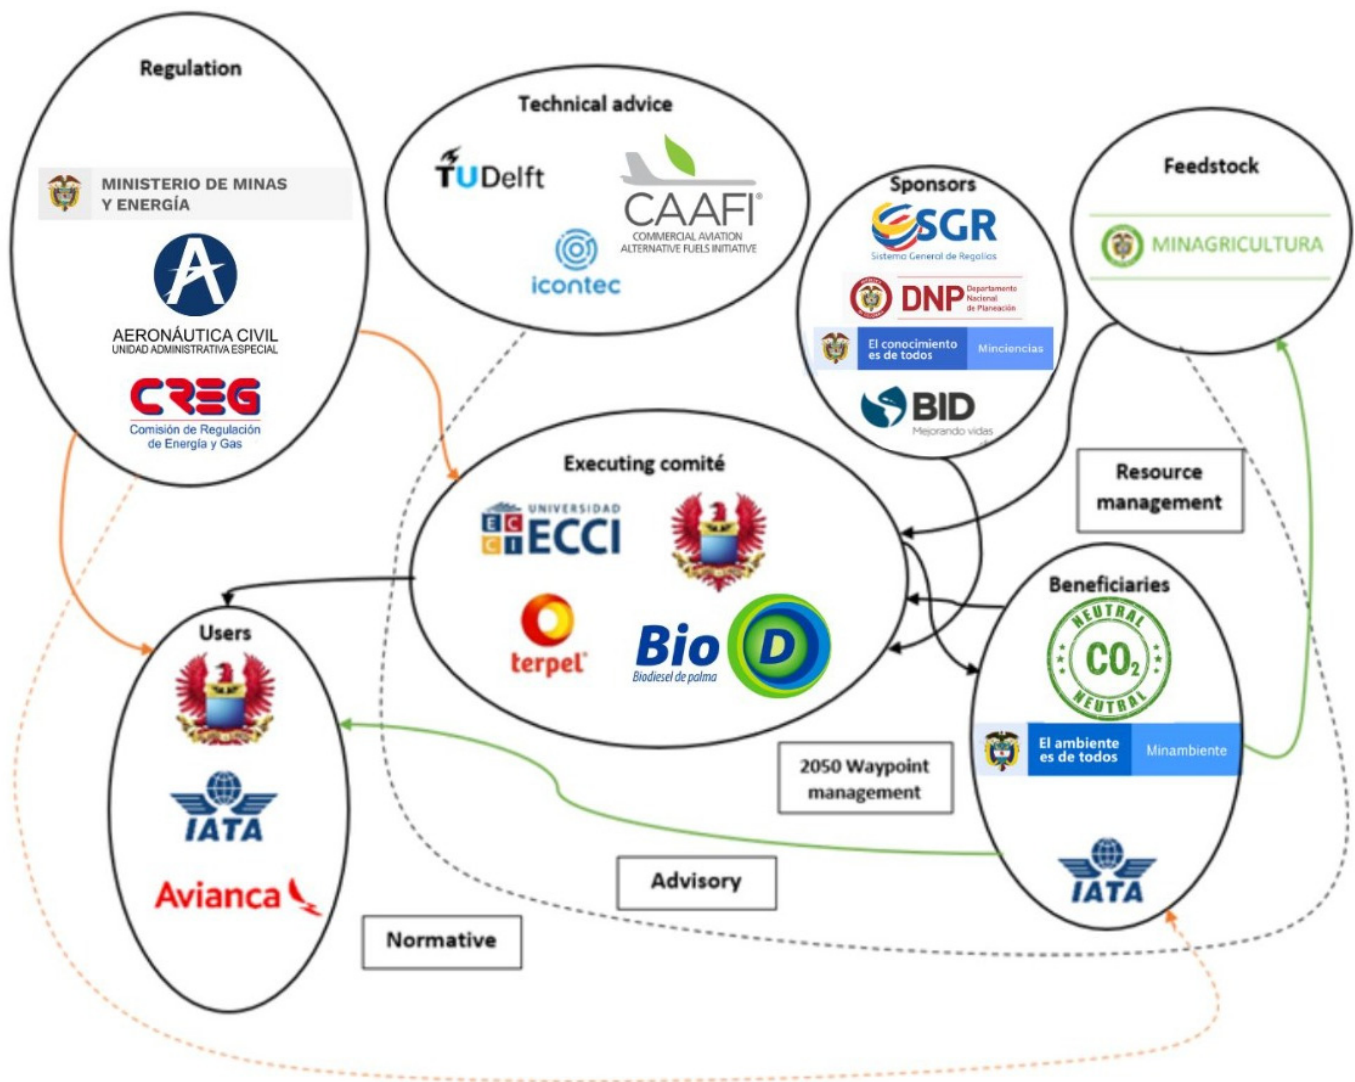 Regulation
MINISTERIO DE MINAS
Y ENERGÍA
AERONÁUTICA CIVIL
UNIDAD ADMINISTRATIVA ESPECIAL
CREG
Comisión de Regulación
de Energía y Gas
Technical advice
TUDelft
CAAFI®
COMMERCIAL AVIATION
ALTERNATIVE FUELS INITIATIVE
icontec
Sponsors
SGR
Sistema General de Regalías
DNP
Departamento
Nacional
de Planeación
El conocimiento
es de todos
Minciencias
BID
Mejorando vidas
Feedstock
MINAGRICULTURA
Executing comité
UNIVERSIDAD
ECCI
ECCI
terpel
Bio D
Biodiesel de palma
Resource
management
Beneficiaries
NEUTRAL
CO₂
NEUTRAL
El ambiente
es de todos
Minambiente
IATA
Users
IATA
Avianca
2050 Waypoint
management
Advisory
Normative